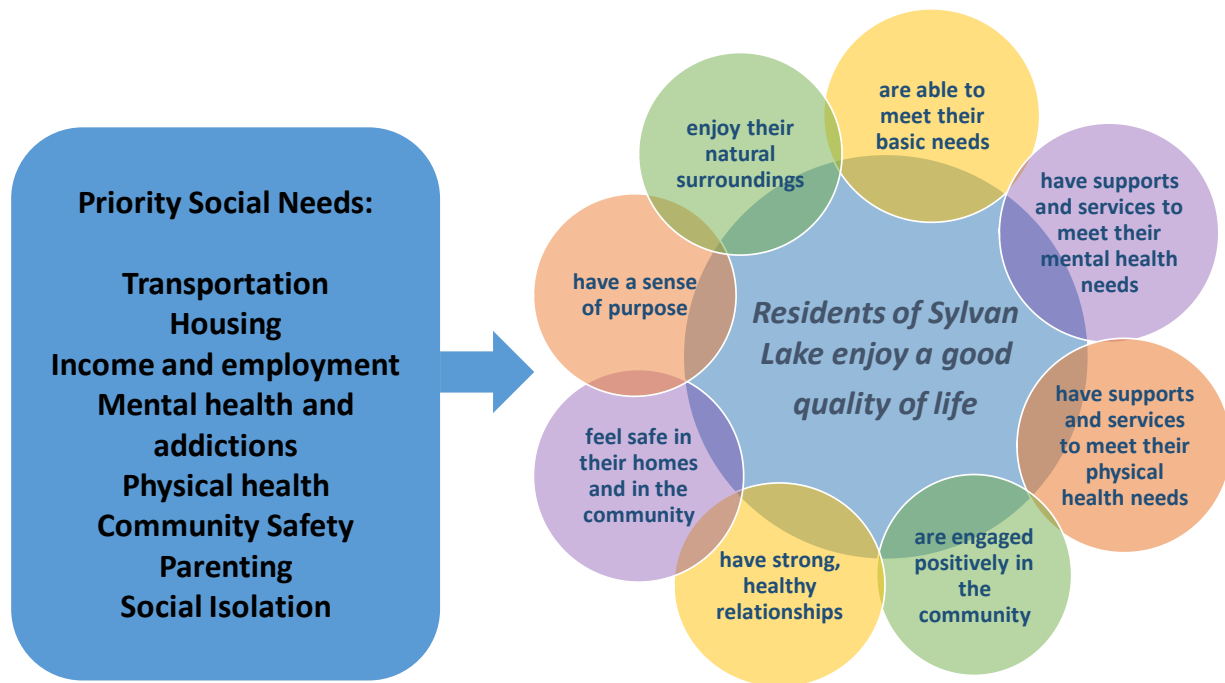 Priority Social Needs:
Transportation
Housing
Income and employment
Mental health and
addictions
Physical health
Community Safety
Parenting
Social Isolation
Residents of Sylvan
Lake enjoy a good
quality of life
are able to
meet their
basic needs
have supports
and services to
meet their
mental health
needs
have supports
and services
to meet their
physical
health needs
are engaged
positively in
the
community
have strong,
healthy
relationships
feel safe in
their homes
and in the
community
have a sense
of purpose
enjoy their
natural
surroundings